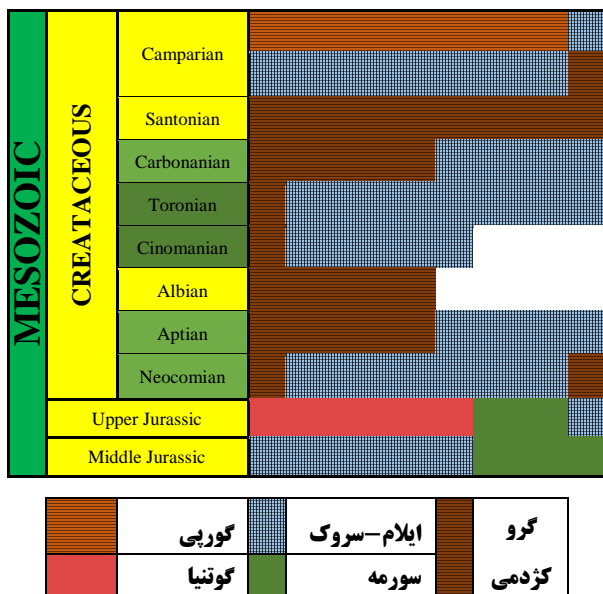 MESOZOIC
CREATACEOUS
Camparian
Santonian
Carbonanian
Toronian
Cinomanian
Albian
Aptian
Neocomian
Upper Jurassic
Middle Jurassic
گرو
ایلام-سروک
گورپی
کژدمی
سورمه
گوتنیا